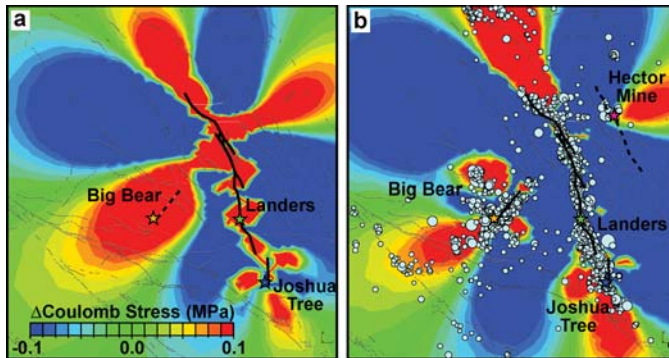 a
Big Bear
Landers
Joshua
Tree
ΔCoulomb Stress (MPa)
-0.1 0.0 0.1
b
Hector
Mine
Big Bear
Landers
Joshua
Tree